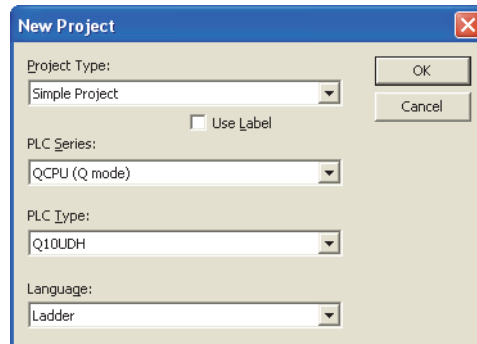 New Project
Project Type:
OK
Simple Project
Cancel
Use Label
PLC Series:
QCPU (Q mode)
PLC Type:
Q10UDH
Language:
Ladder